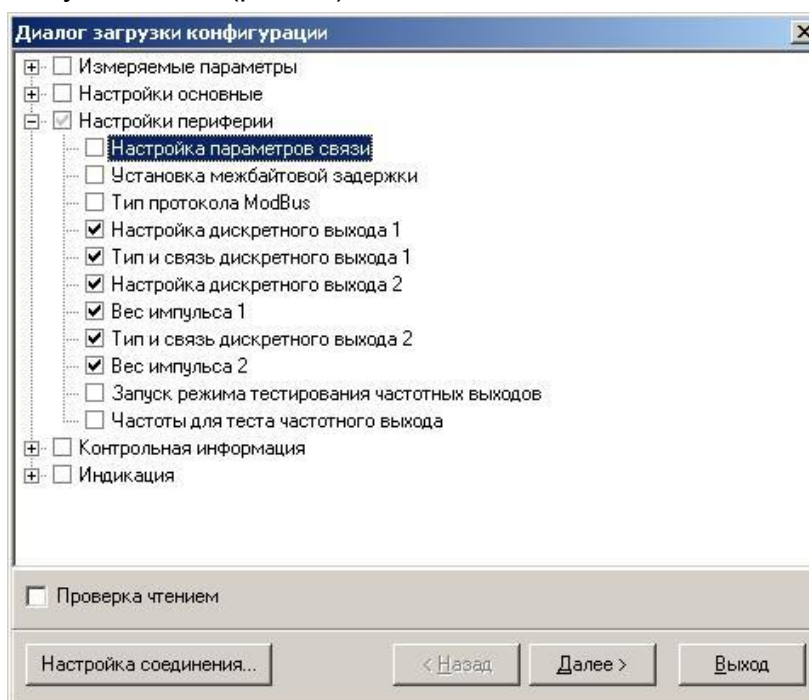 Диалог загрузки конфигурации
Измеряемые параметры
Настройки основные
Настройки периферии
Настройка параметров связи
Установка межбайтовой задержки
Тип протокола ModBus
Настройка дискретного выхода 1
Тип и связь дискретного выхода 1
Настройка дискретного выхода 2
Вес импульса 1
Тип и связь дискретного выхода 2
Вес импульса 2
Запуск режима тестирования частотных выходов
Частоты для теста частотного выхода
Контрольная информация
Индикация
Проверка чтением
Настройка соединения... < Назад Далее > Выход